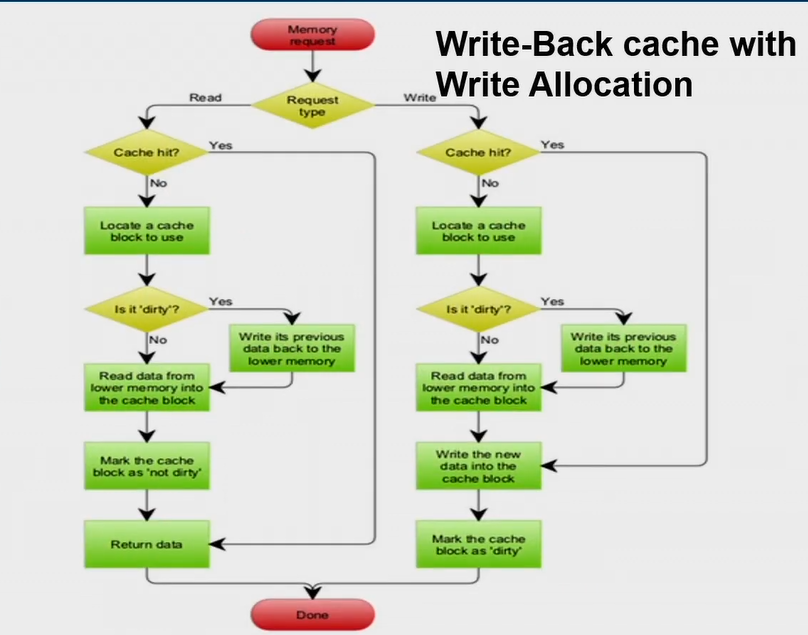 Write-Back cache with
Write Allocation
Memory
request
Request
type
Read
Write
Cache hit?
Yes
No
Locate a cache
block to use
Is it 'dirty'?
Yes
No
Write its previous
data back to the
lower memory
Read data from
lower memory into
the cache block
Mark the cache
block as 'not dirty'
Return data
Cache hit?
Yes
No
Locate a cache
block to use
Is it 'dirty'?
Yes
No
Write its previous
data back to the
lower memory
Read data from
lower memory into
the cache block
Write the new
data into the
cache block
Mark the cache
block as 'dirty'
Done